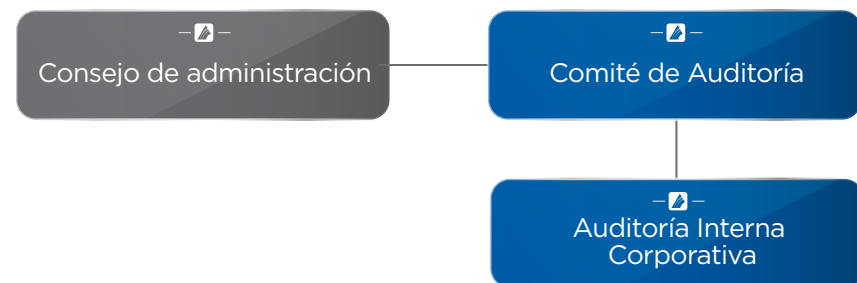 Consejo de administración
Comité de Auditoría
Auditoría Interna
Corporativa